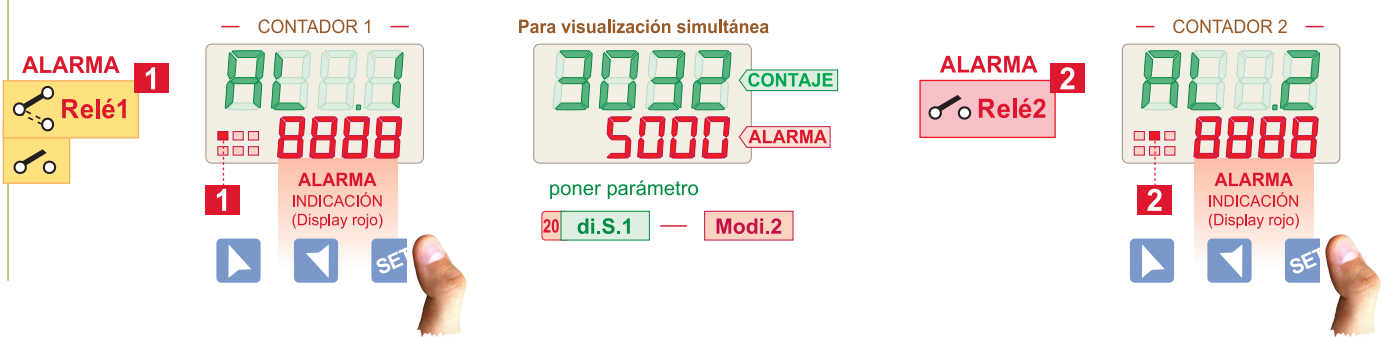 ALARMA
1
Relé1
— CONTADOR 1 —
AL .1
8888
1
ALARMA
INDICACIÓN
(Display rojo)
SET
Para visualización simultánea
3032
CONTAJE
5000
ALARMA
poner parámetro
20 di.S.1 — Modi.2
ALARMA
2
Relé2
— CONTADOR 2 —
AL .2
8888
2
ALARMA
INDICACIÓN
(Display rojo)
SET